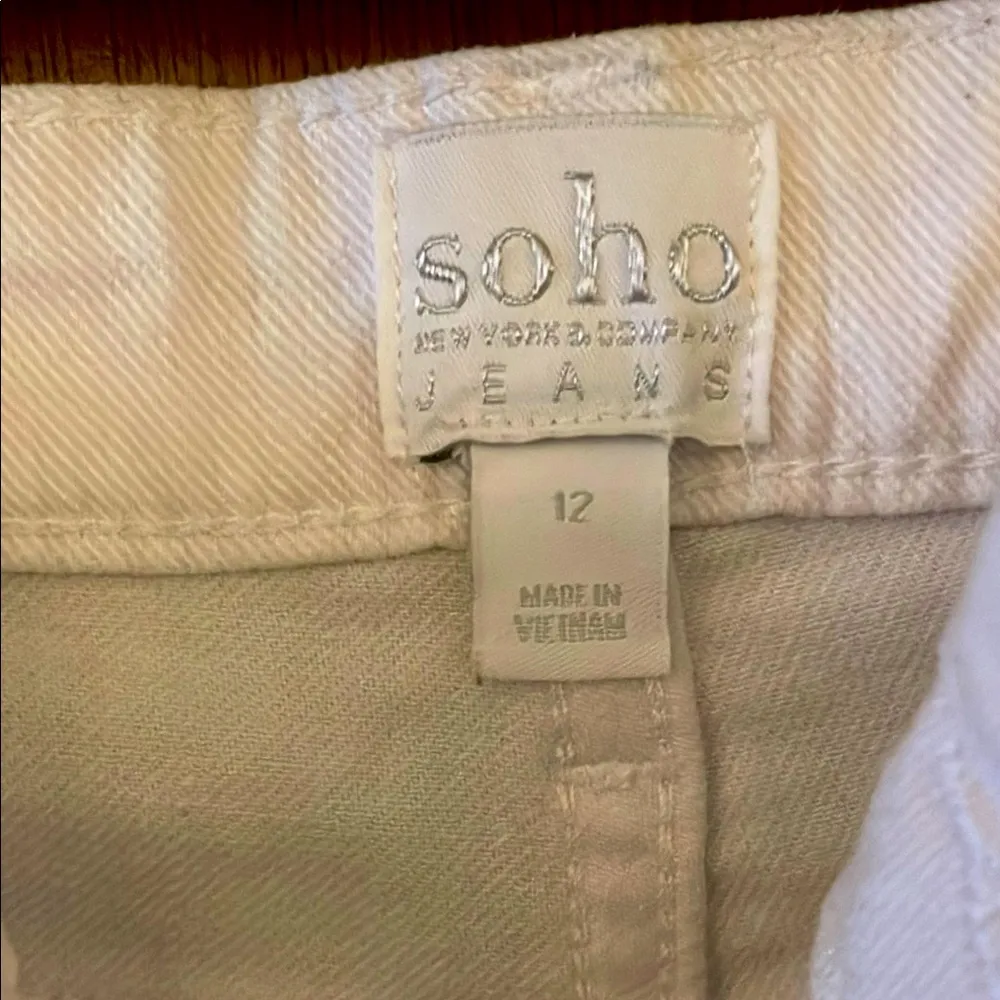 soho
NEW YORK & COMPANY
JEANS
12
MADE IN
VIETNAM